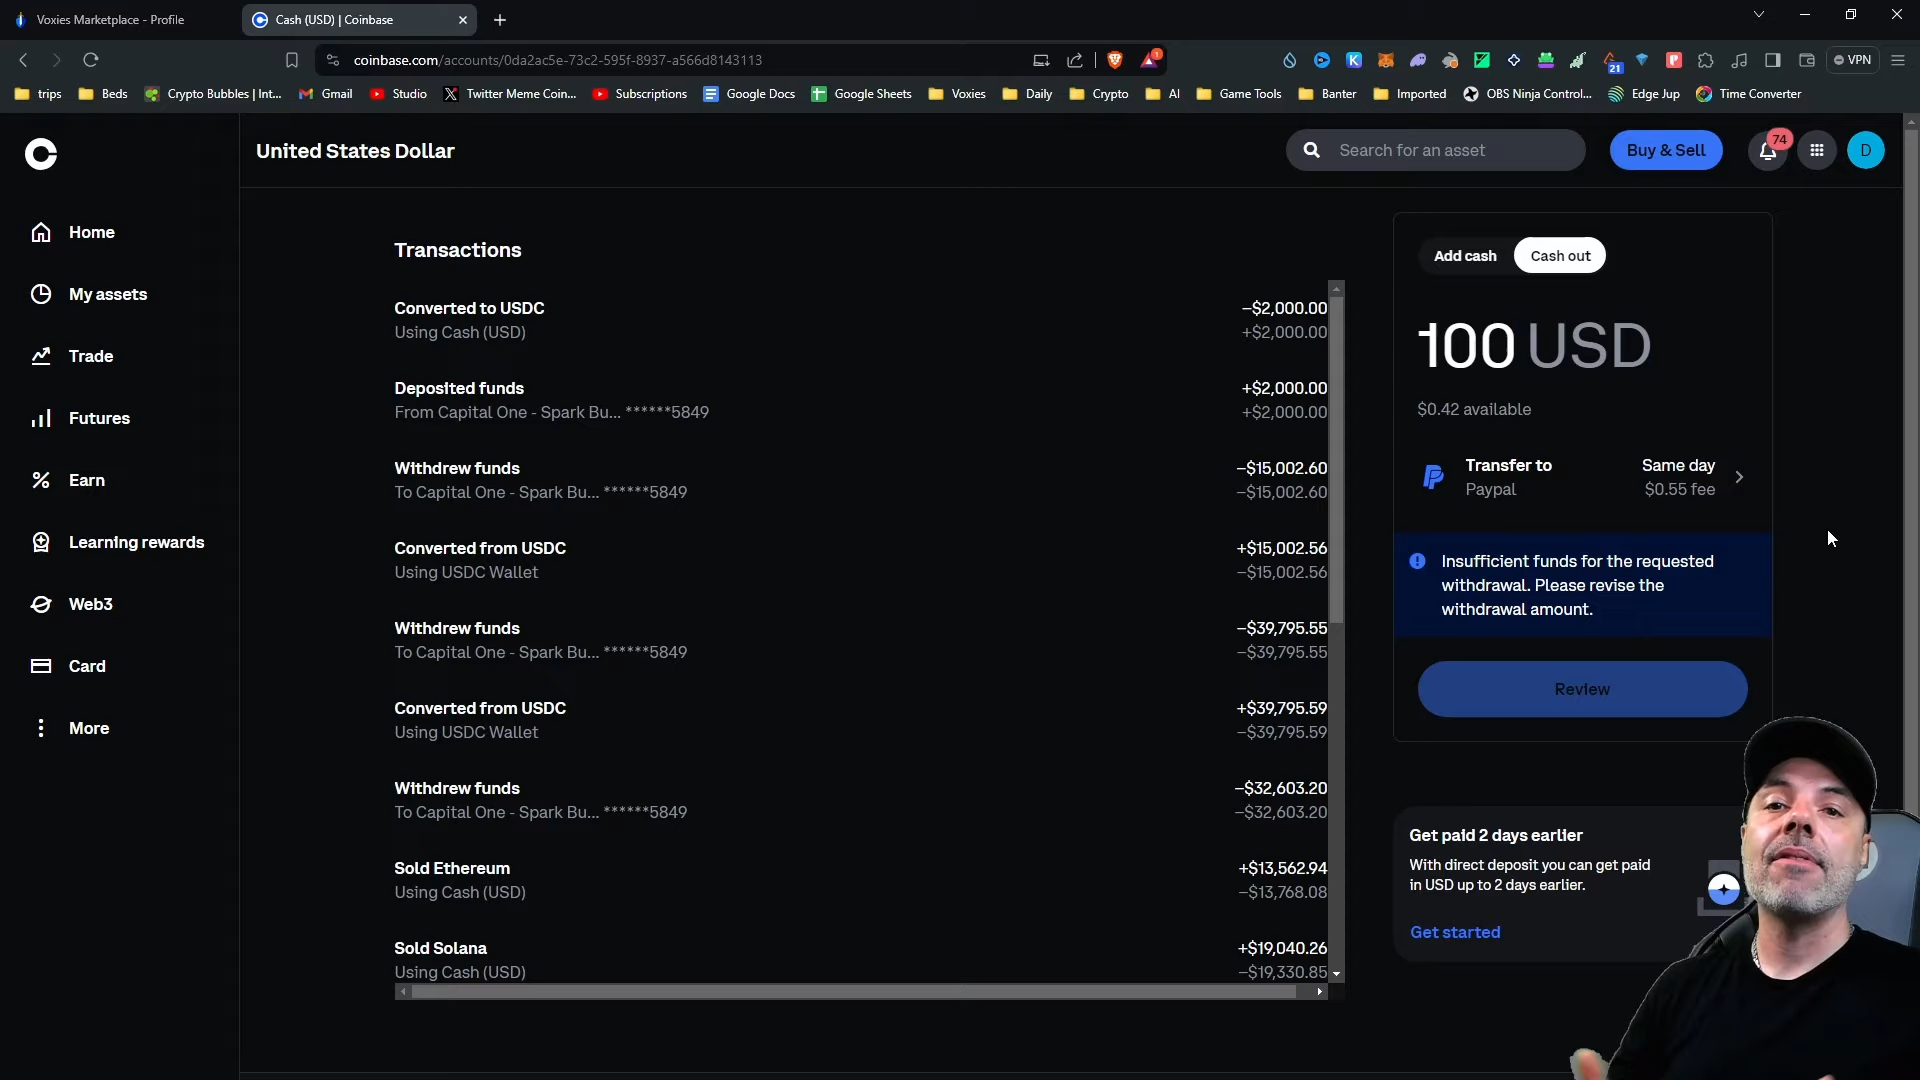 Voxies Marketplace - Profile
Cash (USD) | Coinbase
coinbase.com/accounts/0da2ac5e-73c2-595f-8937-a566d8143113
1
21
VPN
trips
Beds
Crypto Bubbles | Int...
Gmail
Studio
Twitter Meme Coin...
Subscriptions
Google Docs
Google Sheets
Voxies
Daily
Crypto
AI
Game Tools
Banter
Imported
OBS Ninja Control...
Edge Jup
Time Converter
United States Dollar
Search for an asset
Buy & Sell
74
D
Home
My assets
Trade
Futures
Earn
Learning rewards
Web3
Card
More
Transactions
Converted to USDC −$2,000.00
Using Cash (USD) +$2,000.00
Deposited funds +$2,000.00
From Capital One - Spark Bu... ******5849 +$2,000.00
Withdrew funds −$15,002.60
To Capital One - Spark Bu... ******5849 −$15,002.60
Converted from USDC +$15,002.56
Using USDC Wallet −$15,002.56
Withdrew funds −$39,795.55
To Capital One - Spark Bu... ******5849 −$39,795.55
Converted from USDC +$39,795.59
Using USDC Wallet −$39,795.59
Withdrew funds −$32,603.20
To Capital One - Spark Bu... ******5849 −$32,603.20
Sold Ethereum +$13,562.94
Using Cash (USD) −$13,768.08
Sold Solana +$19,040.26
Using Cash (USD) −$19,330.85
Add cash
Cash out
100 USD
$0.42 available
Transfer to Same day
Paypal $0.55 fee
Insufficient funds for the requested
withdrawal. Please revise the
withdrawal amount.
Review
Get paid 2 days earlier
With direct deposit you can get paid
in USD up to 2 days earlier.
Get started